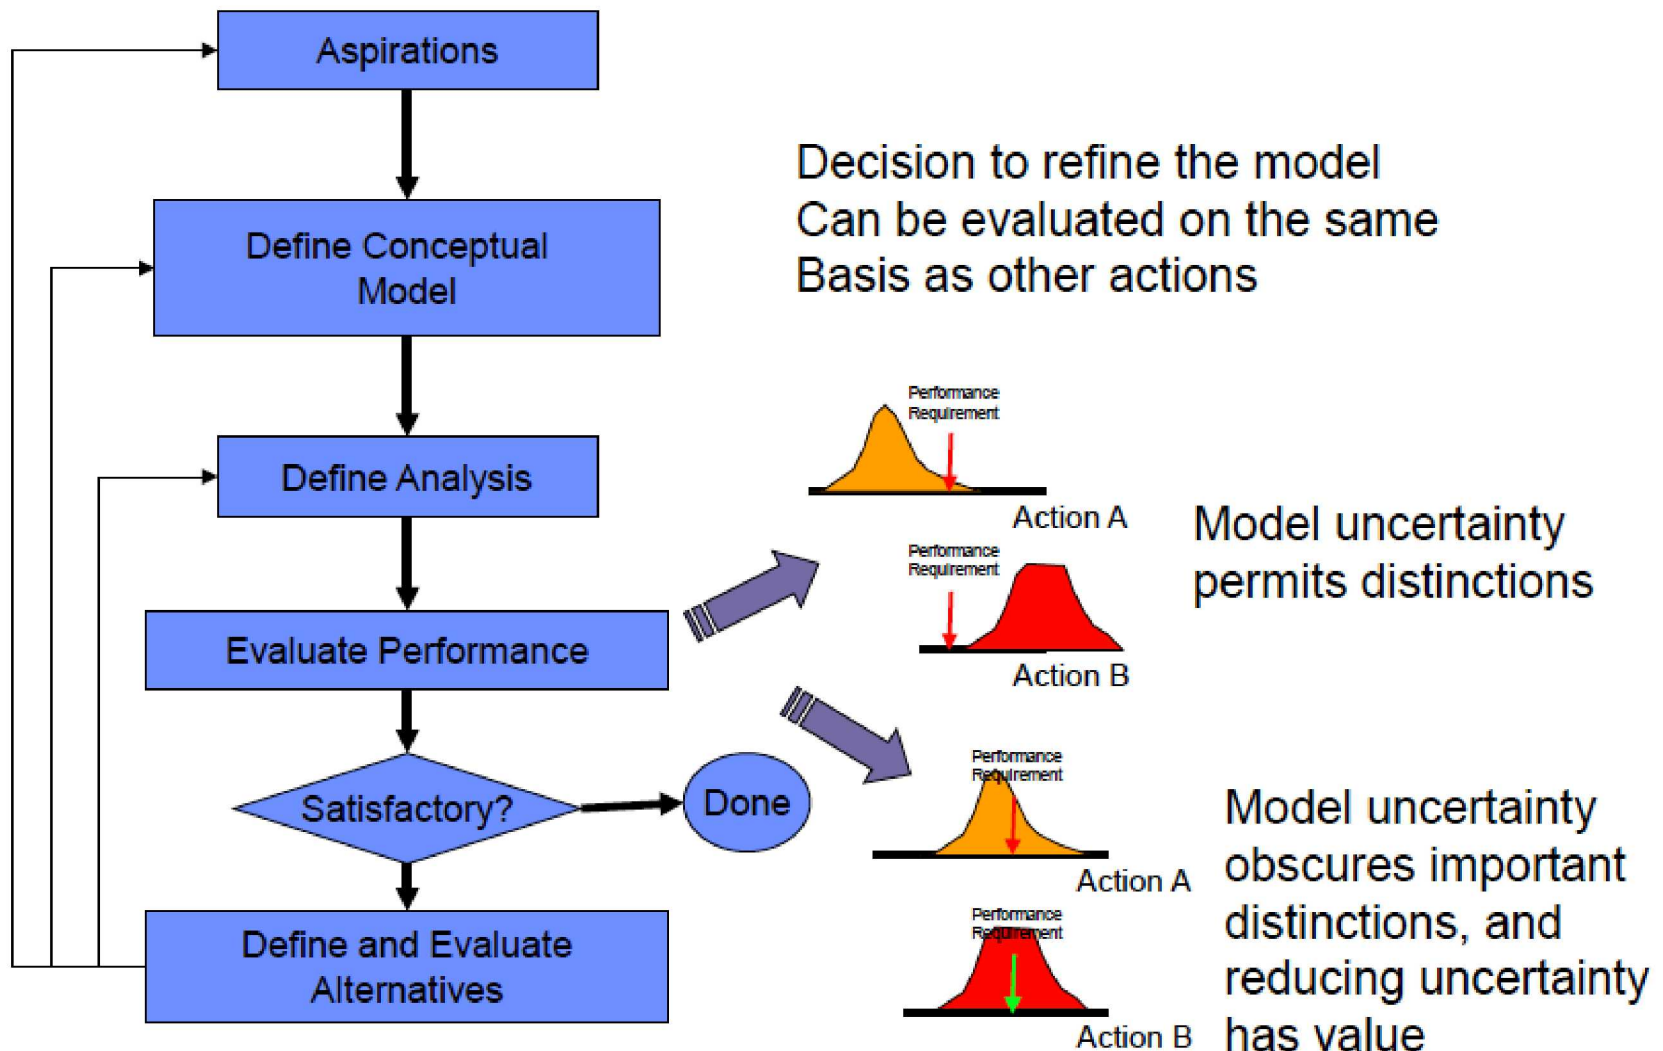 Aspirations
Define Conceptual
Model
Define Analysis
Evaluate Performance
Satisfactory?
Done
Define and Evaluate
Alternatives
Decision to refine the model
Can be evaluated on the same
Basis as other actions
Performance
Requirement
Action A
Performance
Requirement
Action B
Model uncertainty
permits distinctions
Performance
Requirement
Action A
Performance
Requirement
Action B
Model uncertainty
obscures important
distinctions, and
reducing uncertainty
has value